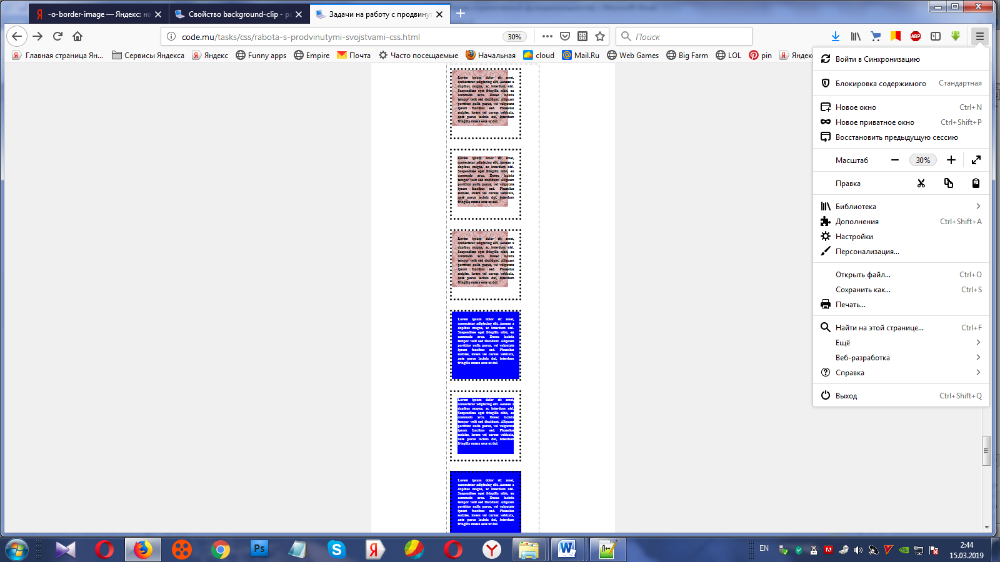 -o-border-image — Яндекс: на
Свойство background-clip - ра
Задачи на работу с продвинут
code.mu/tasks/css/rabota-s-prodvinutymi-svojstvami-css.html
30%
Поиск
Главная страница Ян...
Сервисы Яндекса
Яндекс
Funny apps
Empire
Почта
Часто посещаемые
Начальная
cloud
Mail.Ru
Web Games
Big Farm
LOL
pin
Яндекс
Lorem ipsum dolor sit amet,
consectetur adipiscing elit. Aenean a
dapibus magna, ac interdum nisl.
Suspendisse eget fringilla nibh, eu
commodo arcu. Donec lacinia
tempor velit sed tincidunt. Aliquam
porttitor nulla purus, vel vulputate
ipsum faucibus sed. Phasellus
sodales, lorem vel cursus vehicula,
ante purus lacinia dui, interdum
fringilla massa eros ut dui.
Lorem ipsum dolor sit amet,
consectetur adipiscing elit. Aenean a
dapibus magna, ac interdum nisl.
Suspendisse eget fringilla nibh, eu
commodo arcu. Donec lacinia
tempor velit sed tincidunt. Aliquam
porttitor nulla purus, vel vulputate
ipsum faucibus sed. Phasellus
sodales, lorem vel cursus vehicula,
ante purus lacinia dui, interdum
fringilla massa eros ut dui.
Lorem ipsum dolor sit amet,
consectetur adipiscing elit. Aenean a
dapibus magna, ac interdum nisl.
Suspendisse eget fringilla nibh, eu
commodo arcu. Donec lacinia
tempor velit sed tincidunt. Aliquam
porttitor nulla purus, vel vulputate
ipsum faucibus sed. Phasellus
sodales, lorem vel cursus vehicula,
ante purus lacinia dui, interdum
fringilla massa eros ut dui.
Lorem ipsum dolor sit amet,
consectetur adipiscing elit. Aenean a
dapibus magna, ac interdum nisl.
Suspendisse eget fringilla nibh, eu
commodo arcu. Donec lacinia
tempor velit sed tincidunt. Aliquam
porttitor nulla purus, vel vulputate
ipsum faucibus sed. Phasellus
sodales, lorem vel cursus vehicula,
ante purus lacinia dui, interdum
fringilla massa eros ut dui.
Lorem ipsum dolor sit amet,
consectetur adipiscing elit. Aenean a
dapibus magna, ac interdum nisl.
Suspendisse eget fringilla nibh, eu
commodo arcu. Donec lacinia
tempor velit sed tincidunt. Aliquam
porttitor nulla purus, vel vulputate
ipsum faucibus sed. Phasellus
sodales, lorem vel cursus vehicula,
ante purus lacinia dui, interdum
fringilla massa eros ut dui.
Lorem ipsum dolor sit amet,
consectetur adipiscing elit. Aenean a
dapibus magna, ac interdum nisl.
Suspendisse eget fringilla nibh, eu
commodo arcu. Donec lacinia
tempor velit sed tincidunt. Aliquam
porttitor nulla purus, vel vulputate
ipsum faucibus sed. Phasellus
sodales, lorem vel cursus vehicula,
ante purus lacinia dui, interdum
fringilla massa eros ut dui.
Войти в Синхронизацию
Блокировка содержимого Стандартная
Новое окно Ctrl+N
Новое приватное окно Ctrl+Shift+P
Восстановить предыдущую сессию
Масштаб 30%
Правка
Библиотека
Дополнения Ctrl+Shift+A
Настройки
Персонализация...
Открыть файл... Ctrl+O
Сохранить как... Ctrl+S
Печать...
Найти на этой странице... Ctrl+F
Ещё
Веб-разработка
Справка
Выход Ctrl+Shift+Q
EN
2:44
15.03.2019